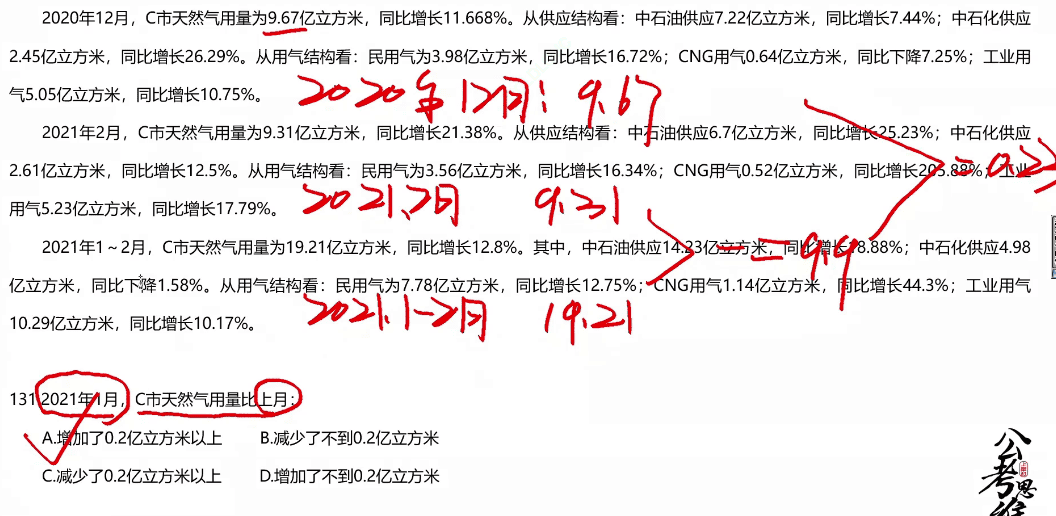 2020年12月，C市天然气用量为9.67亿立方米，同比增长11.668%。从供应结构看：中石油供应7.22亿立方米，同比增长7.44%；中石化供应
2.45亿立方米，同比增长26.29%。从用气结构看：民用气为3.98亿立方米，同比增长16.72%；CNG用气0.64亿立方米，同比下降7.25%；工业用
气5.05亿立方米，同比增长10.75%。
2020年12月：9.67
2021年2月，C市天然气用量为9.31亿立方米，同比增长21.38%。从供应结构看：中石油供应6.7亿立方米，同比增长25.23%；中石化供应
2.61亿立方米，同比增长12.5%。从用气结构看：民用气为3.56亿立方米，同比增长16.34%；CNG用气0.52亿立方米，同比增长205.88%；工业
=0.23
用气5.23亿立方米，同比增长17.79%。
2021.2月 9.31
2021年1～2月，C市天然气用量为19.21亿立方米，同比增长12.8%。其中，中石油供应14.23亿立方米，同比增长18.88%；中石化供应4.98
=9.9
亿立方米，同比下降1.58%。从用气结构看：民用气为7.78亿立方米，同比增长12.75%；CNG用气1.14亿立方米，同比增长44.3%；工业用气
10.29亿立方米，同比增长10.17%。
2021.1-2月 19.21
131.2021年1月，C市天然气用量比上月：
A.增加了0.2亿立方米以上 B.减少了不到0.2亿立方米
C.减少了0.2亿立方米以上 D.增加了不到0.2亿立方米
公考思维